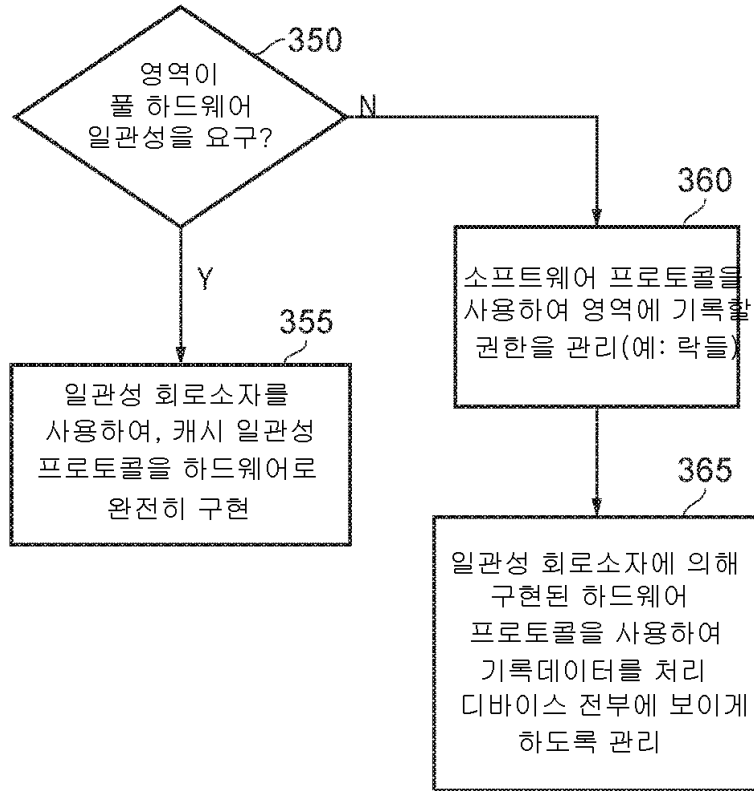 350
영역이
풀 하드웨어
일관성을 요구?
N
Y
360
소프트웨어 프로토콜을
사용하여 영역에 기록할
권한을 관리(예: 락들)
355
일관성 회로소자를
사용하여, 캐시 일관성
프로토콜을 하드웨어로
완전히 구현
365
일관성 회로소자에 의해
구현된 하드웨어
프로토콜을 사용하여
기록데이터를 처리
디바이스 전부에 보이게
하도록 관리